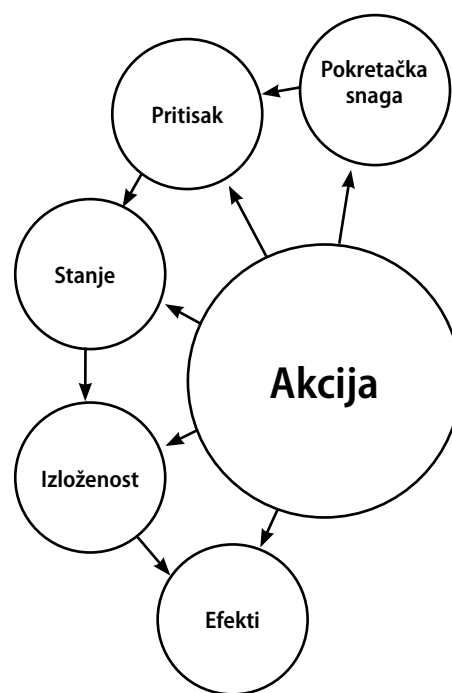 Pokretačka
snaga
Pritisak
Stanje
Akcija
Izloženost
Efekti